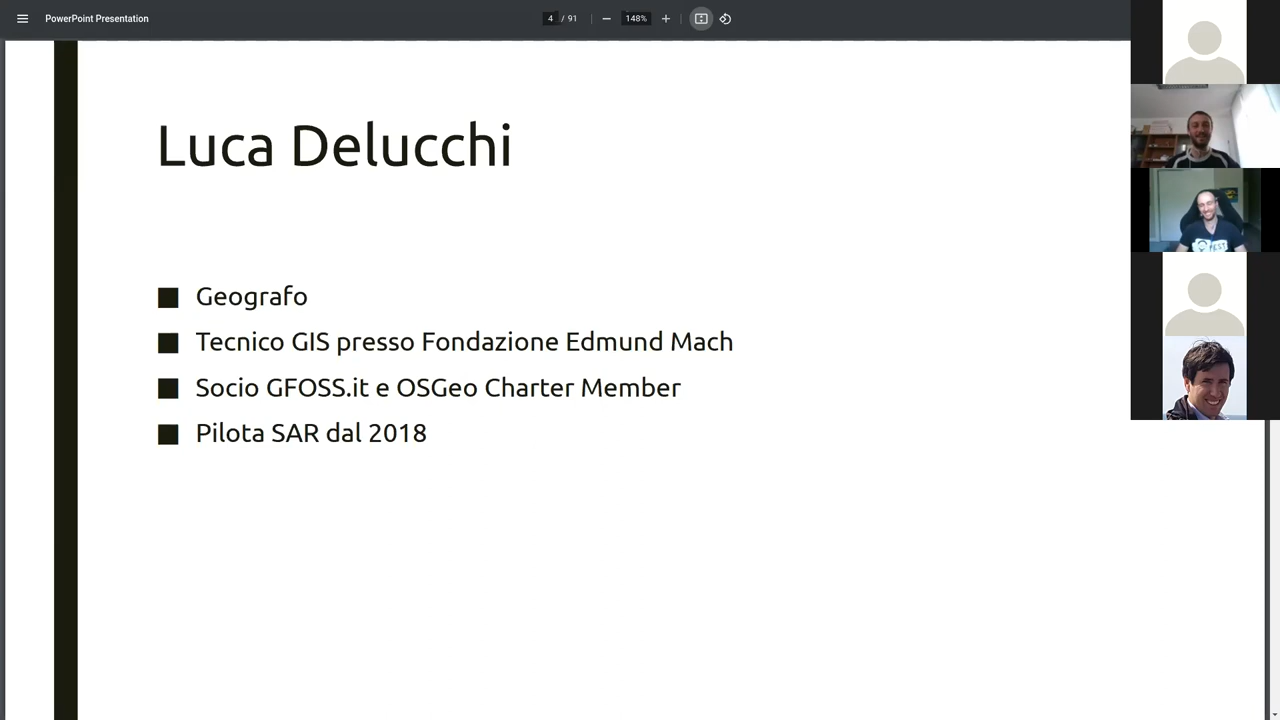 PowerPoint Presentation
4 / 91
148%
Luca Delucchi
Geografo
Tecnico GIS presso Fondazione Edmund Mach
Socio GFOSS.it e OSGeo Charter Member
Pilota SAR dal 2018